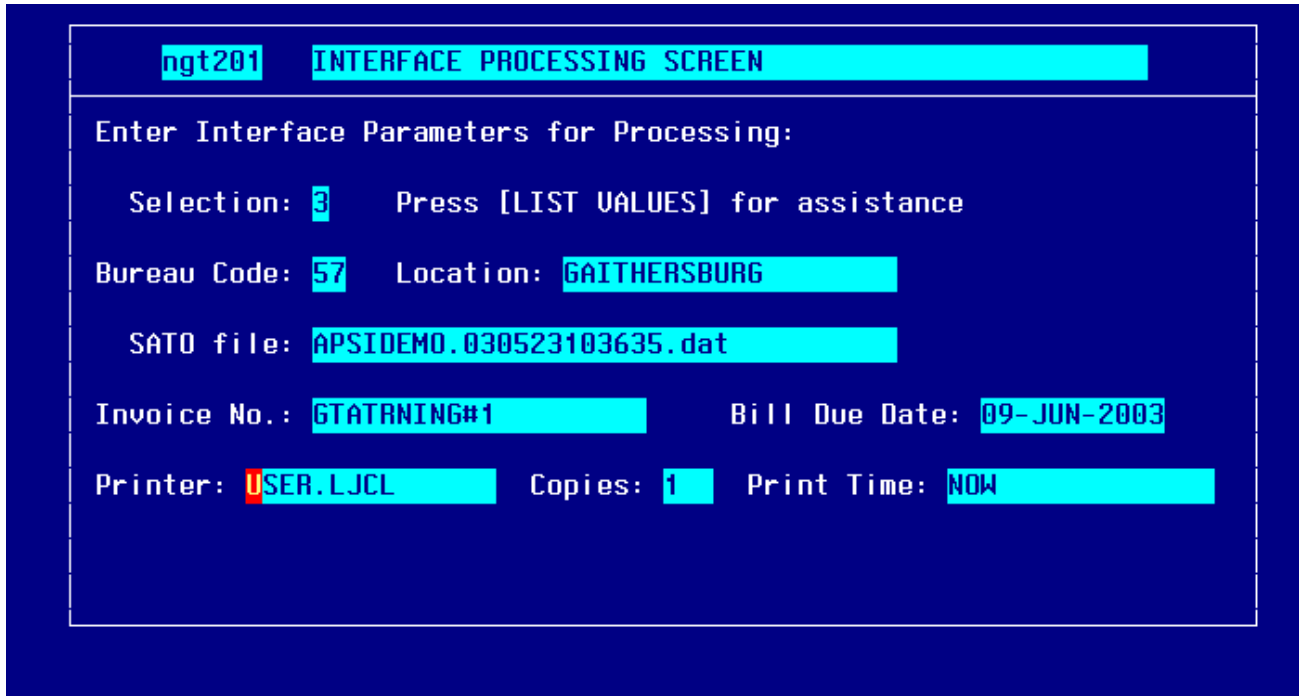 ngt201 INTERFACE PROCESSING SCREEN
Enter Interface Parameters for Processing:
Selection: 3 Press [LIST VALUES] for assistance
Bureau Code: 57 Location: GAITHERSBURG
SATO file: APSIDEMO.030523103635.dat
Invoice No.: GTATRNING#1 Bill Due Date: 09-JUN-2003
Printer: USER.LJCL Copies: 1 Print Time: NOW